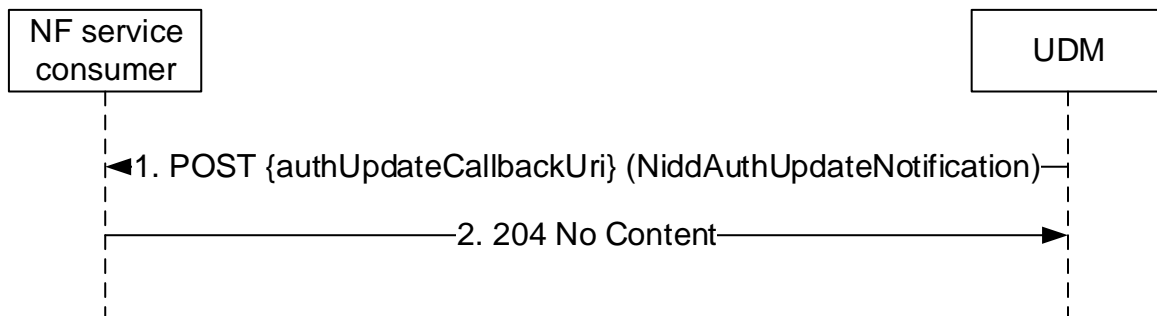 NF service
consumer
UDM
1. POST {authUpdateCallbackUri} (NiddAuthUpdateNotification)
2. 204 No Content